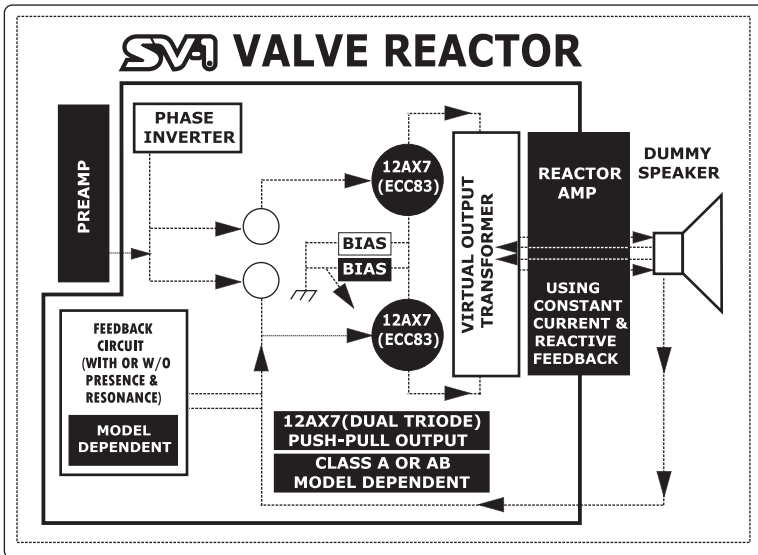 SV-1 VALVE REACTOR
PREAMP
PHASE
INVERTER
12AX7
(ECC83)
BIAS
BIAS
12AX7
(ECC83)
VIRTUAL OUTPUT
TRANSFORMER
REACTOR
AMP
USING
CONSTANT
CURRENT &
REACTIVE
FEEDBACK
DUMMY
SPEAKER
FEEDBACK
CIRCUIT
(WITH OR W/O
PRESENCE &
RESONANCE)
MODEL
DEPENDENT
12AX7(DUAL TRIODE)
PUSH-PULL OUTPUT
CLASS A OR AB
MODEL DEPENDENT